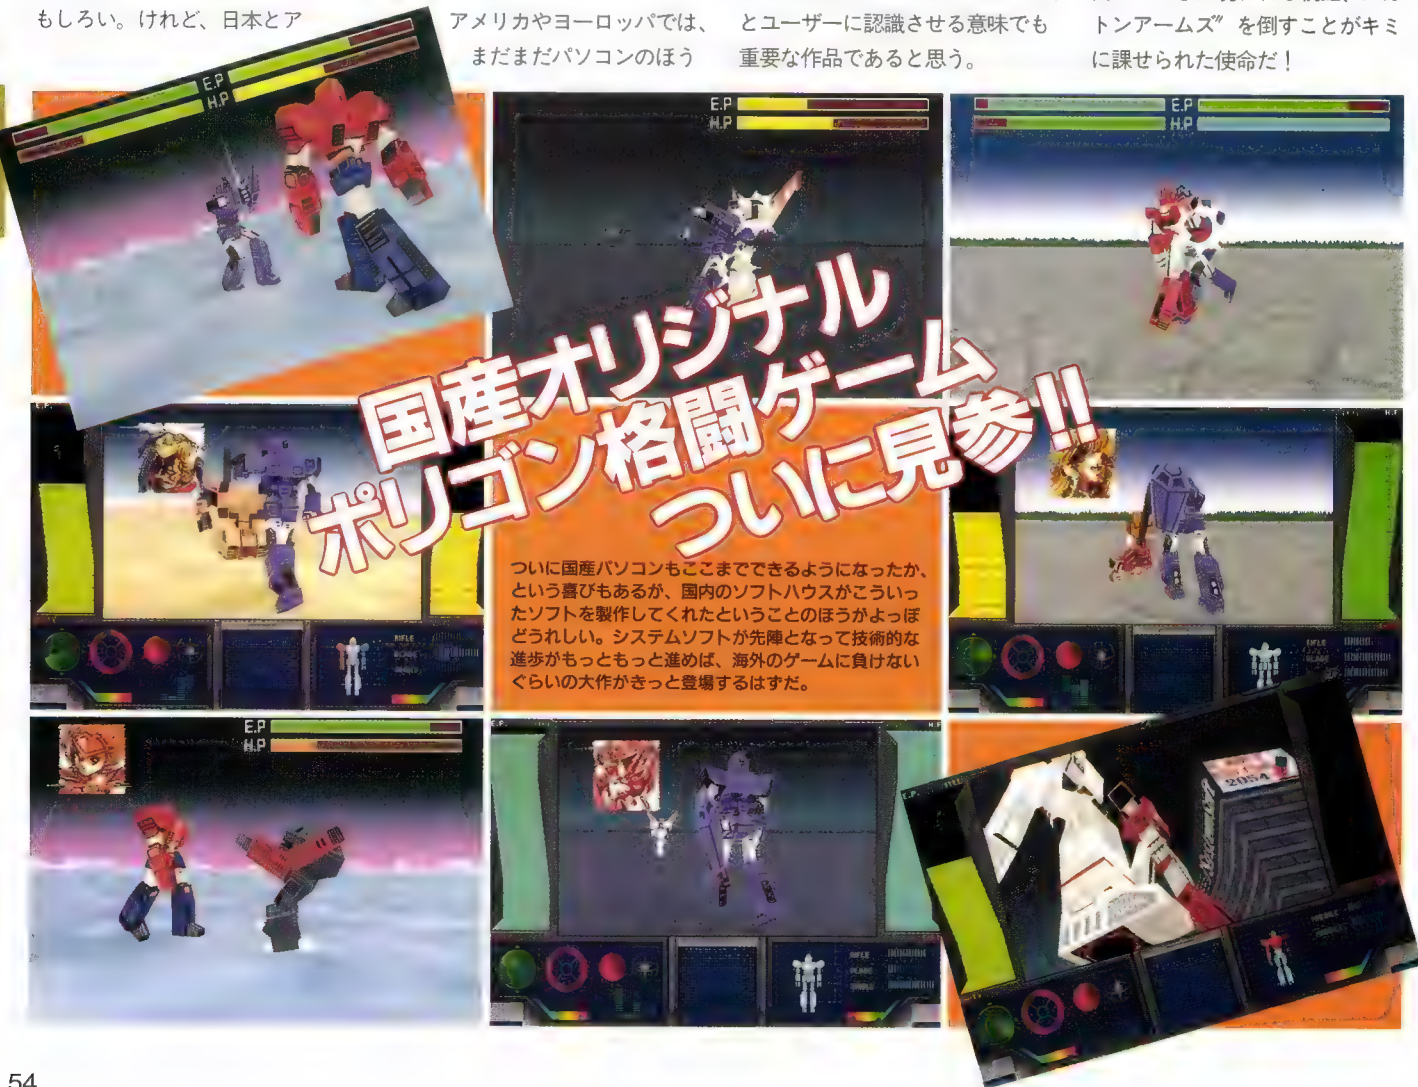 もしろい。けれど、日本とア
アメリカやヨーロッパでは、
まだまだパソコンのほう
とユーザーに認識させる意味でも
重要な作品であると思う。
トンアームズ〟を倒すことがキミ
に課せられた使命だ！
E.P
H.P
E.P
H.P
E.P
H.P
国産オリジナル
ポリゴン格闘ゲーム
ついに見参!!
ついに国産パソコンもここまでできるようになったか、
という喜びもあるが、国内のソフトハウスがこういっ
たソフトを製作してくれたということのほうがよっぽ
どうれしい。システムソフトが先陣となって技術的な
進歩がもっともっと進めば、海外のゲームに負けない
ぐらいの大作がきっと登場するはずだ。
RIFLE
RIFLE
BLADE
E.P
H.P
E.P.
H.P.
RIFLE
BLADE
E.P.
2054
54